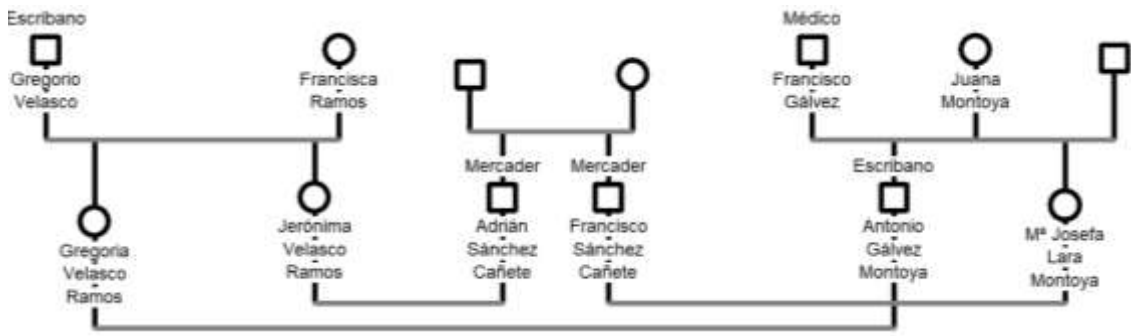 Escribano
Gregorio
Velasco
Francisca
Ramos
Médico
Francisco
Gálvez
Juana
Montoya
Mercader
Mercader
Escribano
Gregoria
Velasco
Ramos
Jerónima
Velasco
Ramos
Adrián
Sánchez
Cañete
Francisco
Sánchez
Cañete
Antonio
Gálvez
Montoya
Mª Josefa
Lara
Montoya